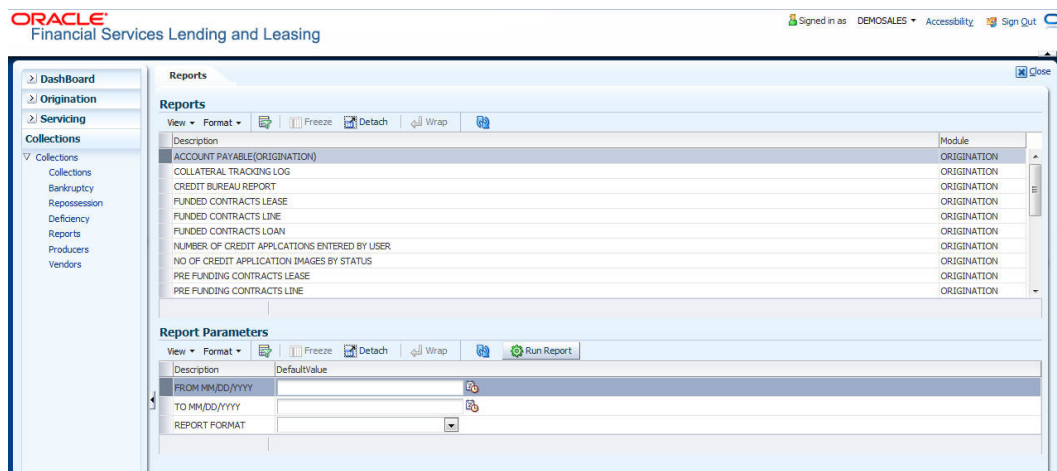 ORACLE
Financial Services Lending and Leasing
Signed in as DEMOSALES Accessibility Sign Out
Close
DashBoard
Origination
Servicing
Collections
Collections
Collections
Bankruptcy
Repossession
Deficiency
Reports
Producers
Vendors
Reports
Reports
View Format Freeze Detach Wrap
Description Module
ACCOUNT PAYABLE(ORIGINATION) ORIGINATION
COLLATERAL TRACKING LOG ORIGINATION
CREDIT BUREAU REPORT ORIGINATION
FUNDED CONTRACTS LEASE ORIGINATION
FUNDED CONTRACTS LINE ORIGINATION
FUNDED CONTRACTS LOAN ORIGINATION
NUMBER OF CREDIT APPLCATIONS ENTERED BY USER ORIGINATION
NO OF CREDIT APPLICATION IMAGES BY STATUS ORIGINATION
PRE FUNDING CONTRACTS LEASE ORIGINATION
PRE FUNDING CONTRACTS LINE ORIGINATION
Report Parameters
View Format Freeze Detach Wrap Run Report
Description DefaultValue
FROM MM/DD/YYYY
TO MM/DD/YYYY
REPORT FORMAT